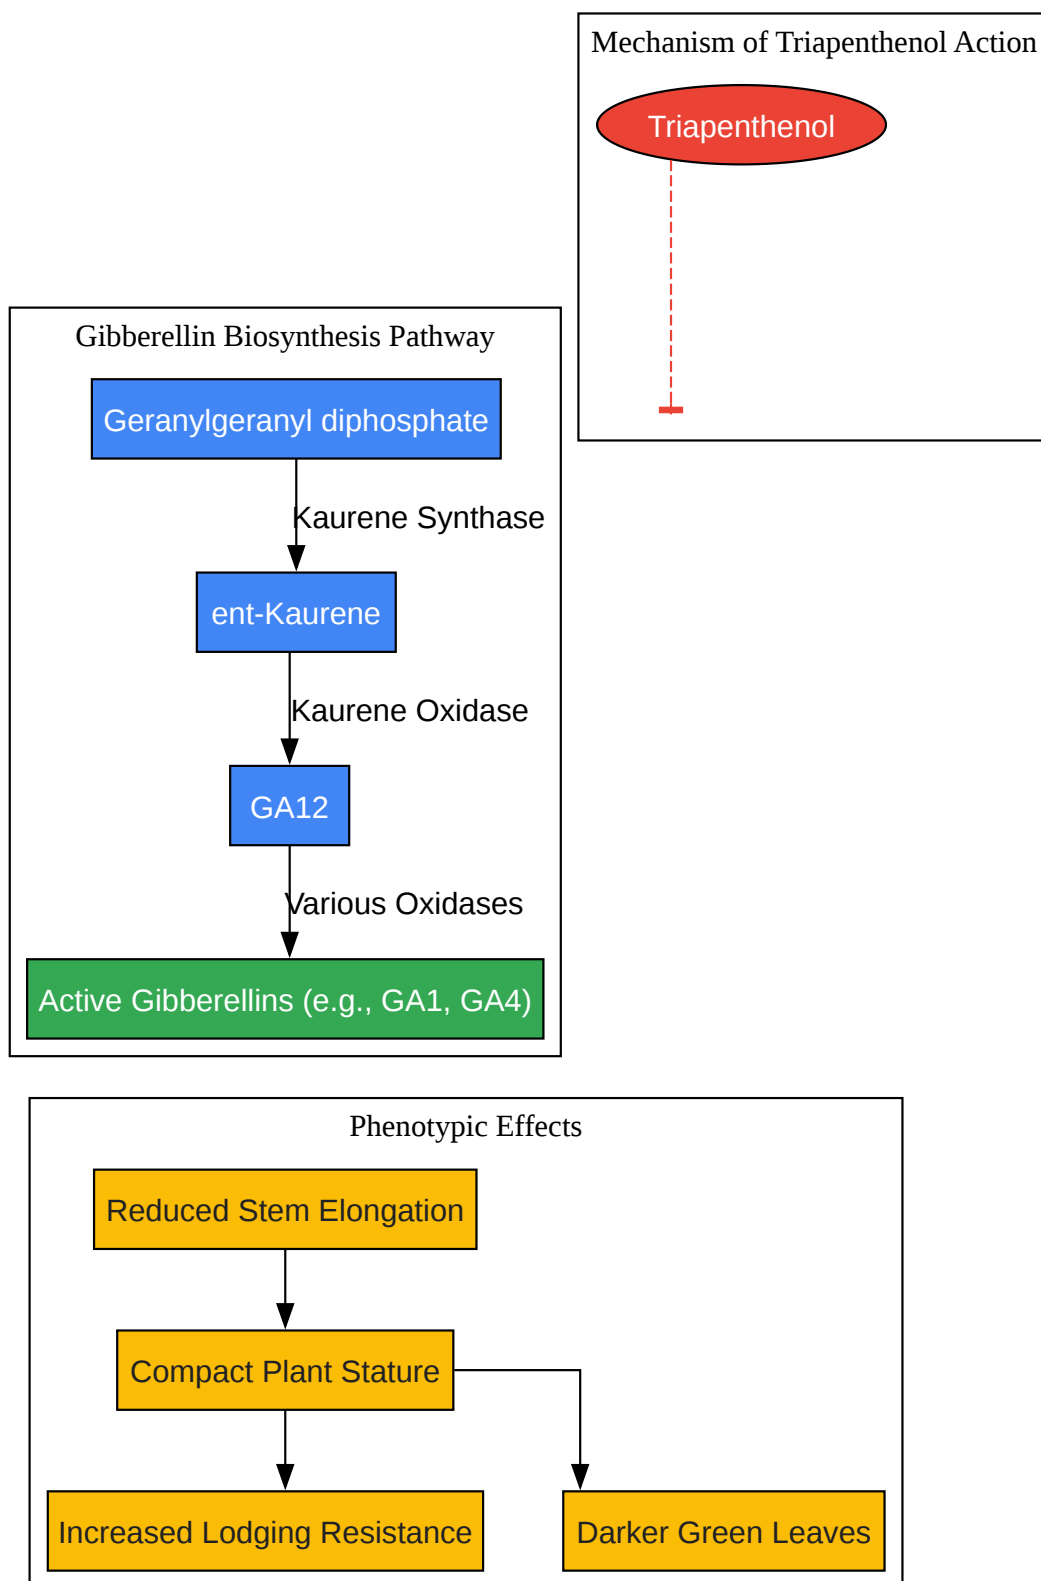 Mechanism of Triapenthenol Action
Triapenthenol
Gibberellin Biosynthesis Pathway
Geranylgeranyl diphosphate
Kaurene Synthase
ent-Kaurene
Kaurene Oxidase
GA12
Various Oxidases
Active Gibberellins (e.g., GA1, GA4)
Phenotypic Effects
Reduced Stem Elongation
Compact Plant Stature
Increased Lodging Resistance
Darker Green Leaves